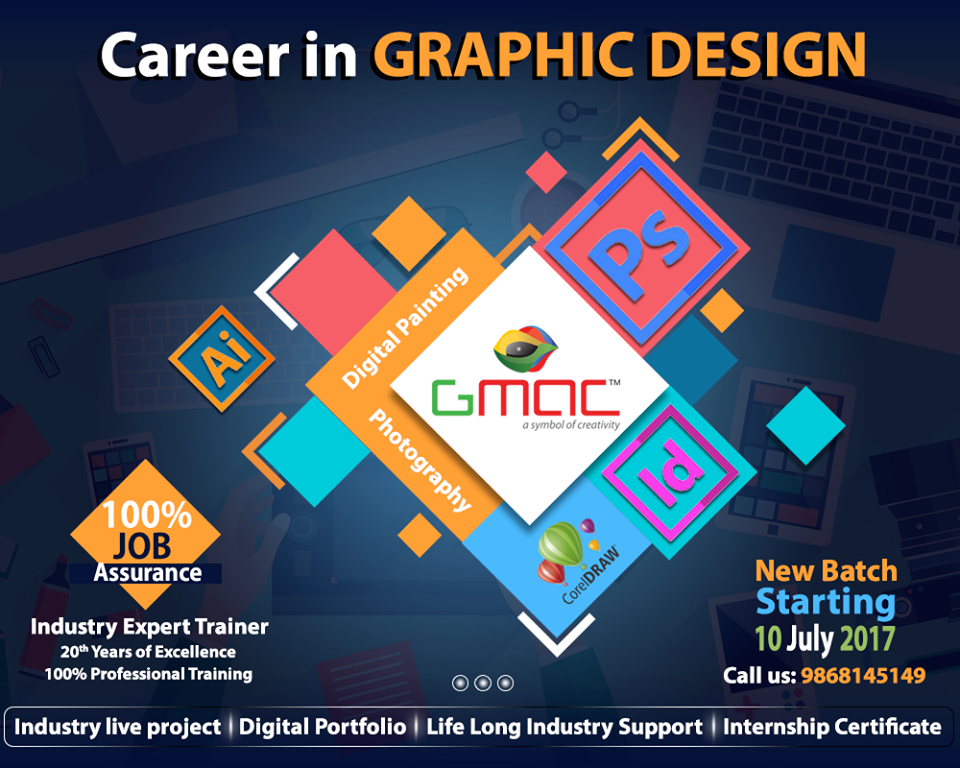 Career in GRAPHIC DESIGN
Ps
Digital Painting
Ai
GMAC™
a symbol of creativity
Photography
Id
CorelDRAW
100%
JOB
Assurance
Industry Expert Trainer
20th Years of Excellence
100% Professional Training
New Batch
Starting
10 July 2017
Call us: 9868145149
Industry live project | Digital Portfolio | Life Long Industry Support | Internship Certificate